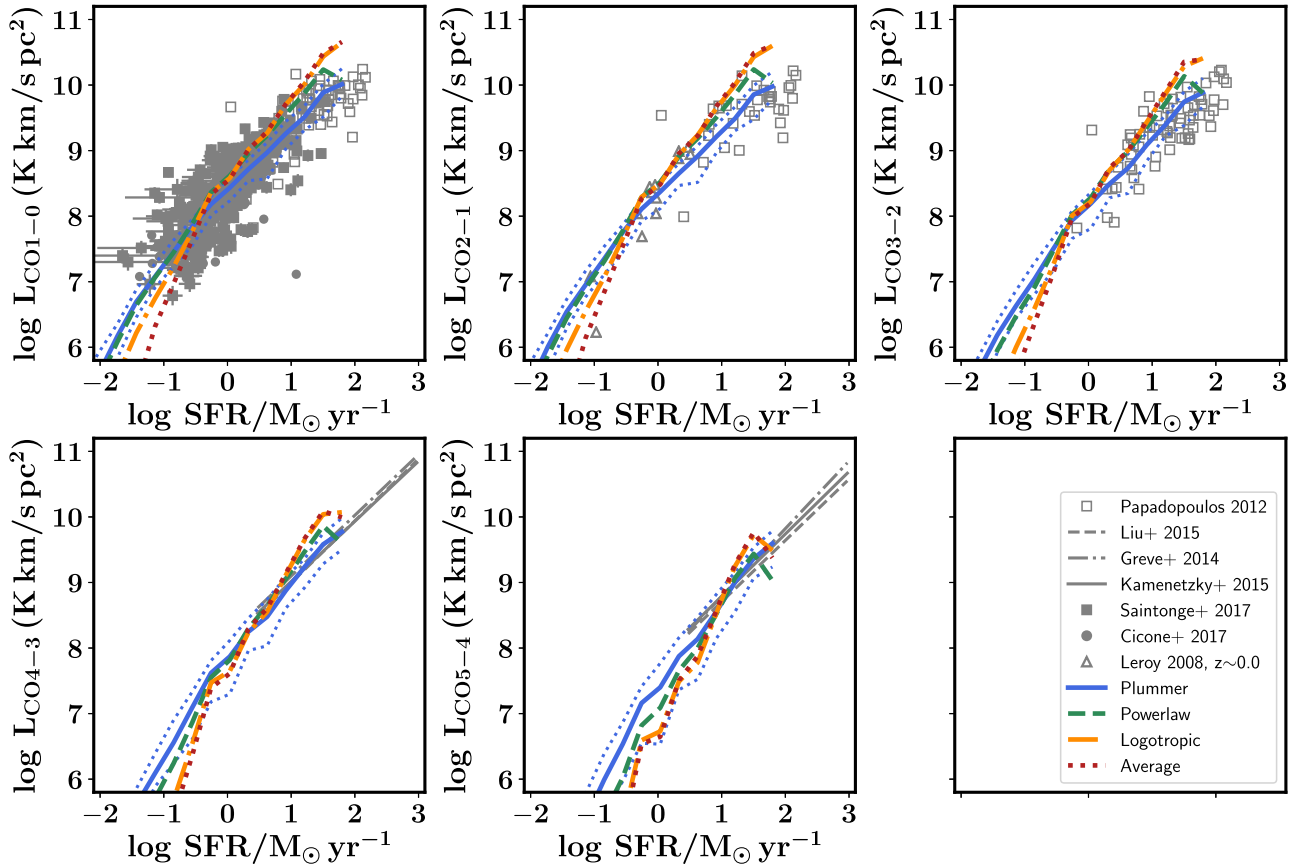 log L_CO1−0 (K km/s pc²)
11
10
9
8
7
6
−2 −1 0 1 2 3
log SFR/M⊙ yr⁻¹
log L_CO2−1 (K km/s pc²)
11
10
9
8
7
6
−2 −1 0 1 2 3
log SFR/M⊙ yr⁻¹
log L_CO3−2 (K km/s pc²)
11
10
9
8
7
6
−2 −1 0 1 2 3
log SFR/M⊙ yr⁻¹
log L_CO4−3 (K km/s pc²)
11
10
9
8
7
6
−2 −1 0 1 2 3
log SFR/M⊙ yr⁻¹
log L_CO5−4 (K km/s pc²)
11
10
9
8
7
6
−2 −1 0 1 2 3
log SFR/M⊙ yr⁻¹
Papadopoulos 2012
Liu+ 2015
Greve+ 2014
Kamenetzky+ 2015
Saintonge+ 2017
Cicone+ 2017
Leroy 2008, z∼0.0
Plummer
Powerlaw
Logotropic
Average